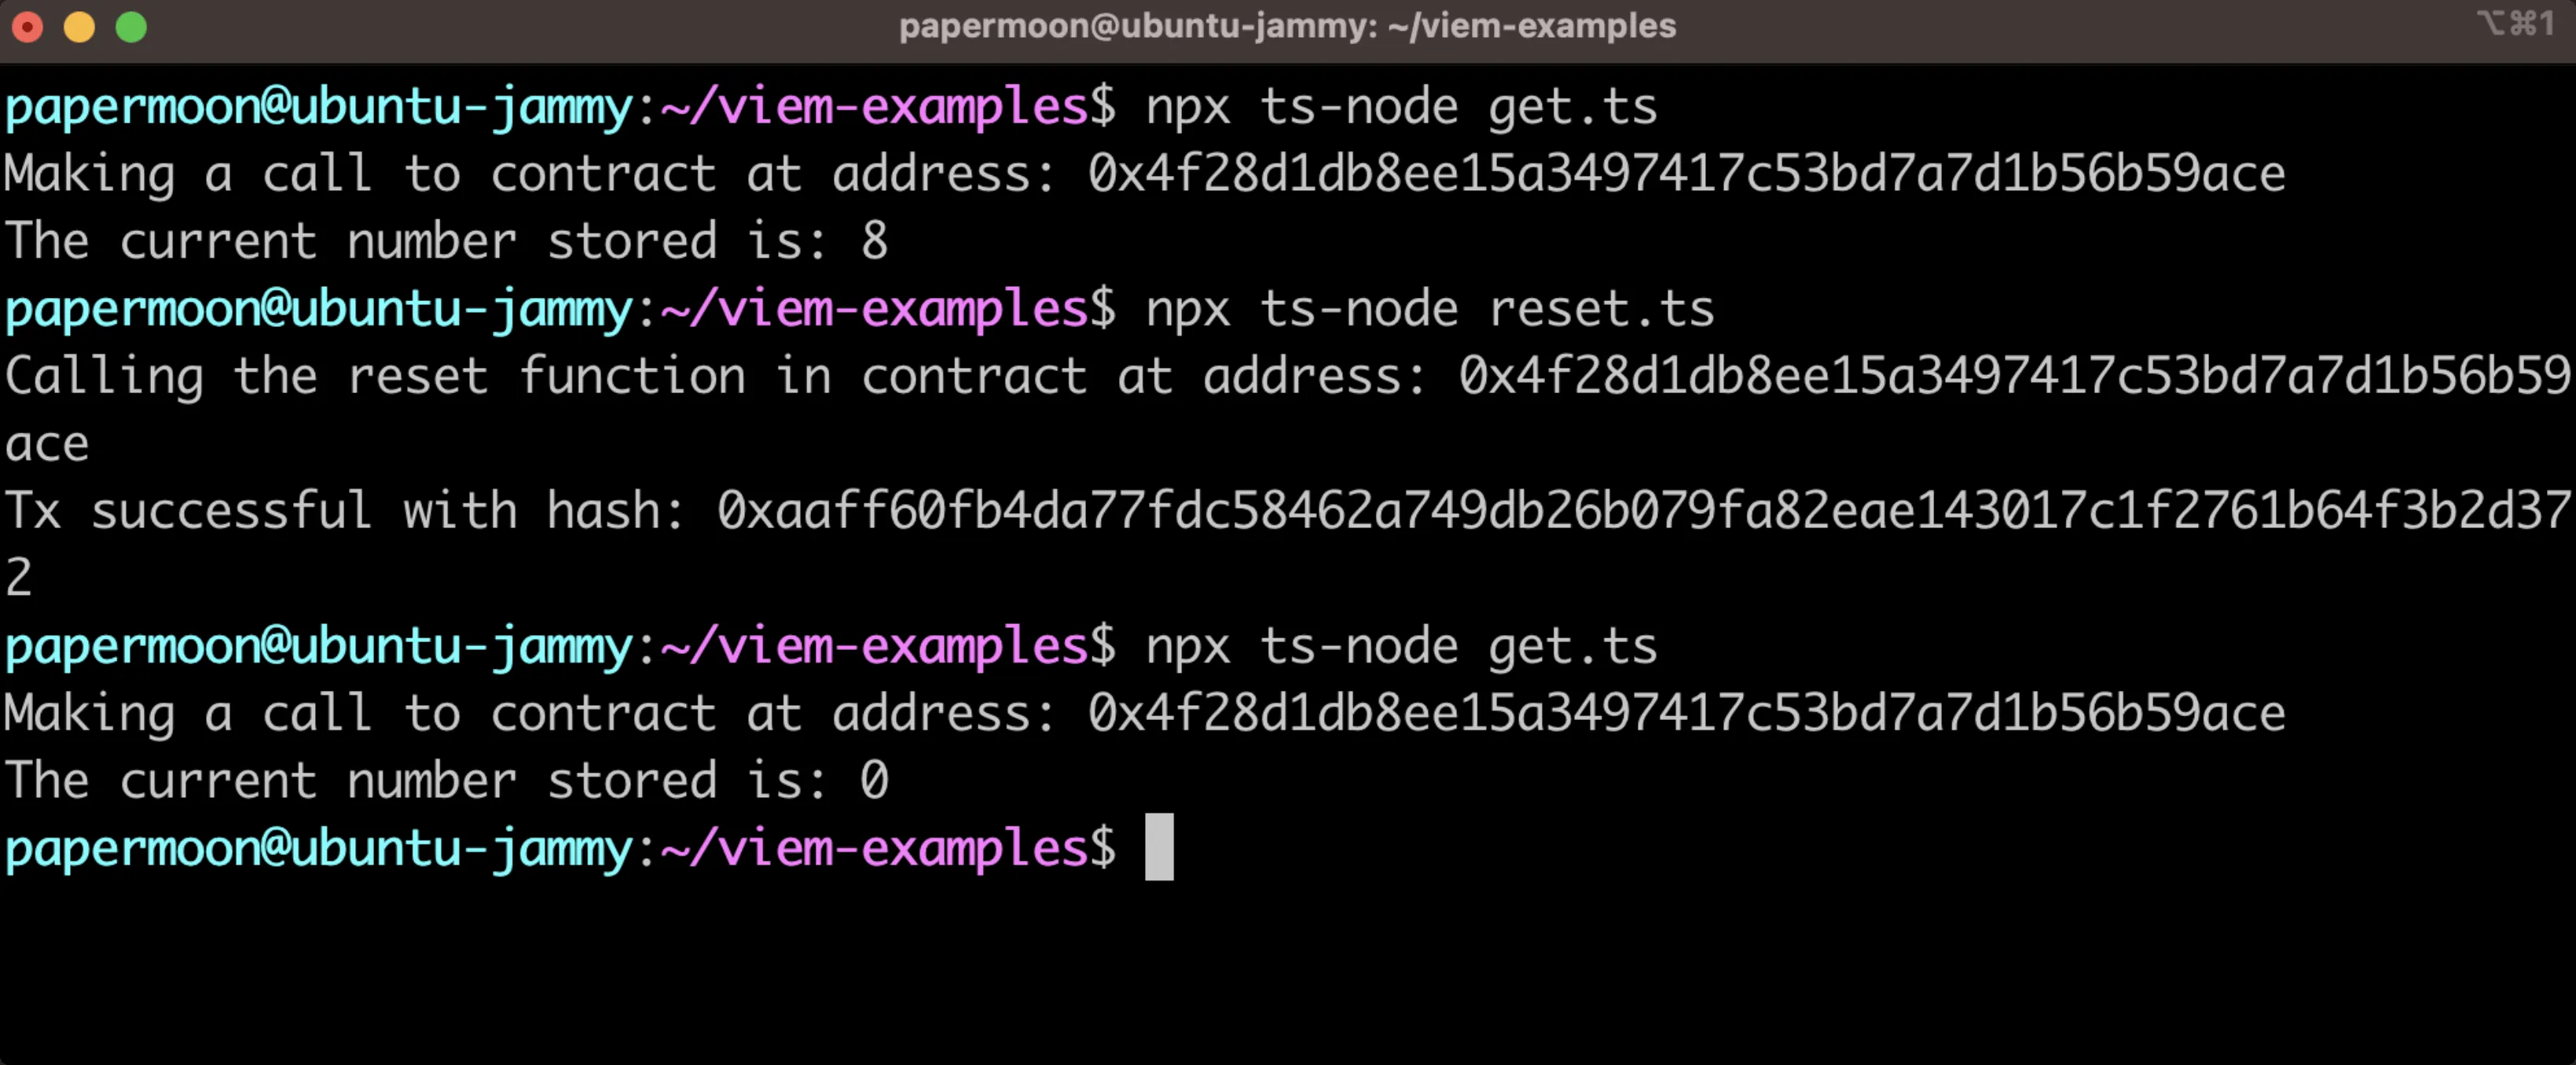 papermoon@ubuntu-jammy: ~/viem-examples
⌥⌘1
papermoon@ubuntu-jammy:~/viem-examples$ npx ts-node get.ts
Making a call to contract at address: 0x4f28d1db8ee15a3497417c53bd7a7d1b56b59ace
The current number stored is: 8
papermoon@ubuntu-jammy:~/viem-examples$ npx ts-node reset.ts
Calling the reset function in contract at address: 0x4f28d1db8ee15a3497417c53bd7a7d1b56b59
ace
Tx successful with hash: 0xaaff60fb4da77fdc58462a749db26b079fa82eae143017c1f2761b64f3b2d37
2
papermoon@ubuntu-jammy:~/viem-examples$ npx ts-node get.ts
Making a call to contract at address: 0x4f28d1db8ee15a3497417c53bd7a7d1b56b59ace
The current number stored is: 0
papermoon@ubuntu-jammy:~/viem-examples$